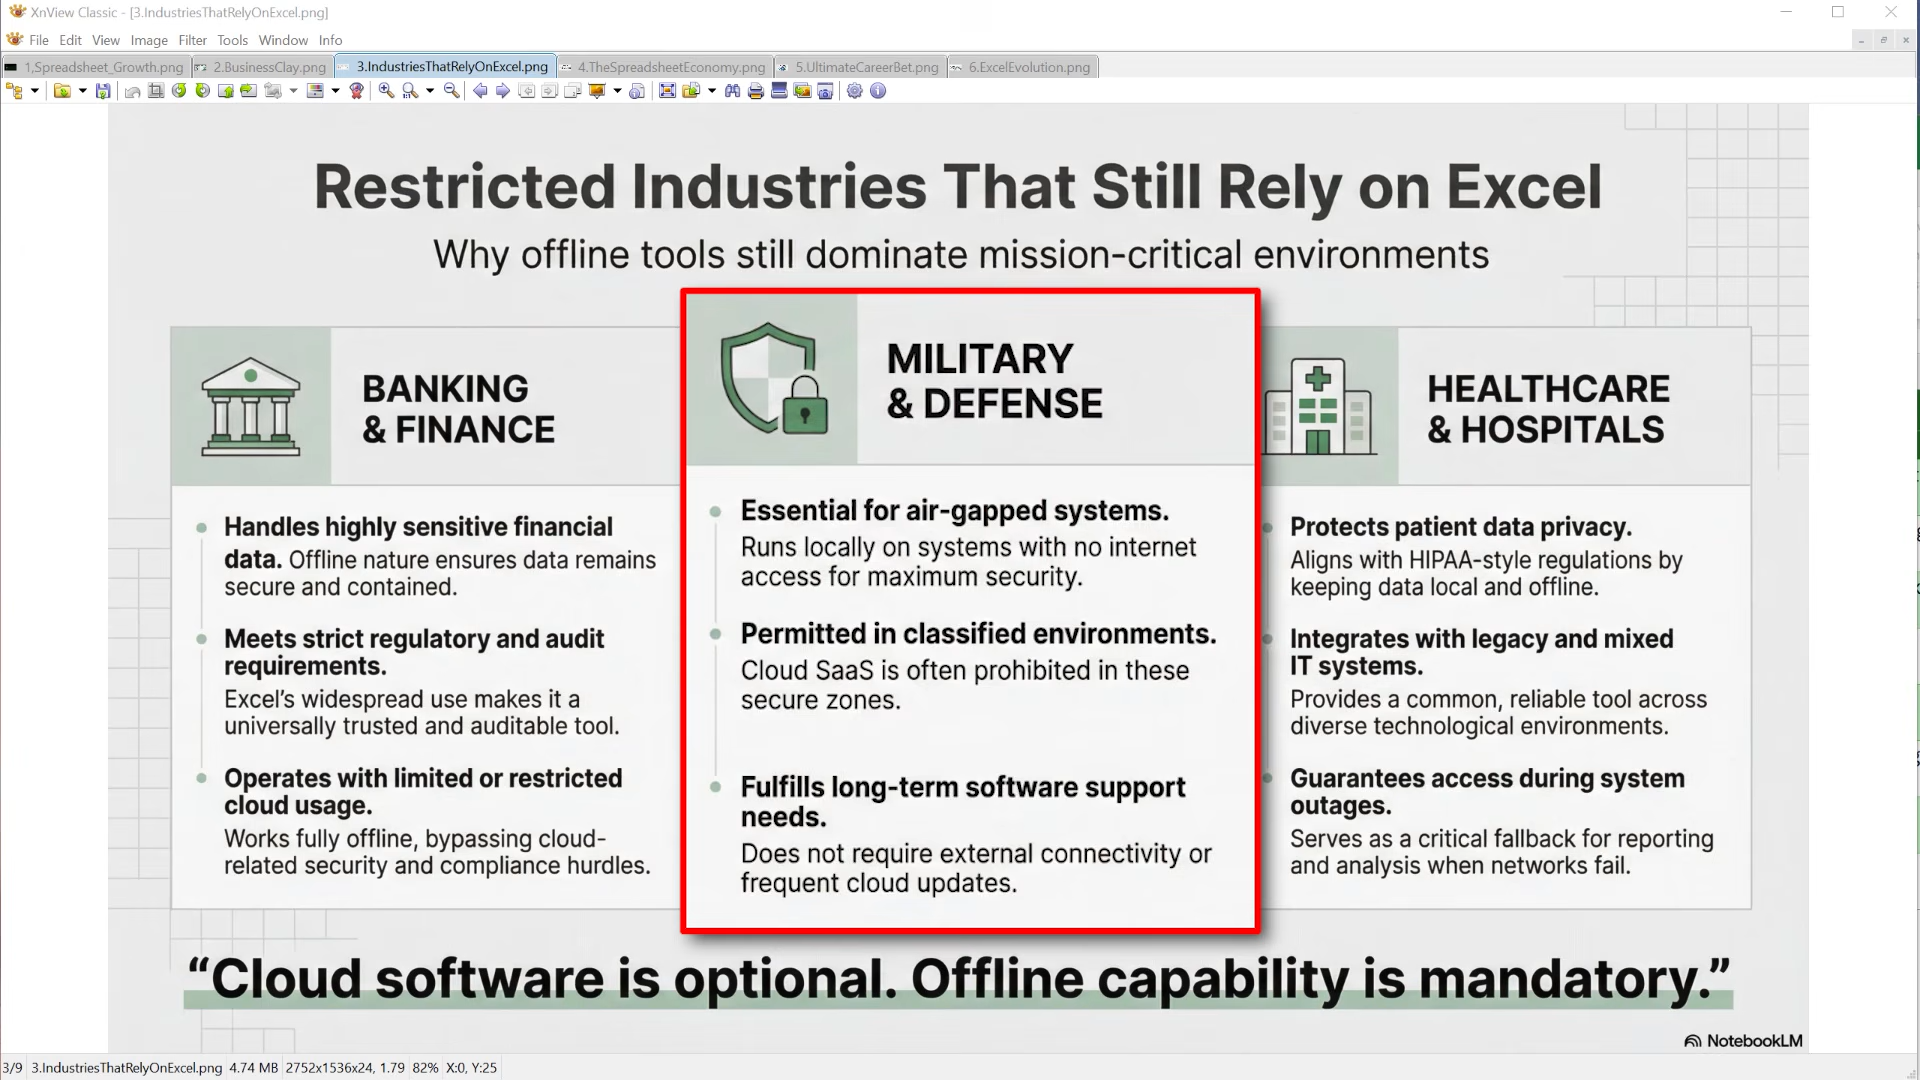 XnView Classic - [3.IndustriesThatRelyOnExcel.png]
File Edit View Image Filter Tools Window Info
1,Spreadsheet_Growth.png 2.BusinessClay.png 3.IndustriesThatRelyOnExcel.png 4.TheSpreadsheetEconomy.png 5.UltimateCareerBet.png 6.ExcelEvolution.png
Restricted Industries That Still Rely on Excel
Why offline tools still dominate mission-critical environments
BANKING
& FINANCE
Handles highly sensitive financial
data. Offline nature ensures data remains
secure and contained.
Meets strict regulatory and audit
requirements.
Excel’s widespread use makes it a
universally trusted and auditable tool.
Operates with limited or restricted
cloud usage.
Works fully offline, bypassing cloud-
related security and compliance hurdles.
MILITARY
& DEFENSE
Essential for air-gapped systems.
Runs locally on systems with no internet
access for maximum security.
Permitted in classified environments.
Cloud SaaS is often prohibited in these
secure zones.
Fulfills long-term software support
needs.
Does not require external connectivity or
frequent cloud updates.
HEALTHCARE
& HOSPITALS
Protects patient data privacy.
Aligns with HIPAA-style regulations by
keeping data local and offline.
Integrates with legacy and mixed
IT systems.
Provides a common, reliable tool across
diverse technological environments.
Guarantees access during system
outages.
Serves as a critical fallback for reporting
and analysis when networks fail.
“Cloud software is optional. Offline capability is mandatory.”
NotebookLM
3/9 3.IndustriesThatRelyOnExcel.png 4.74 MB 2752x1536x24, 1.79 82% X:0, Y:25